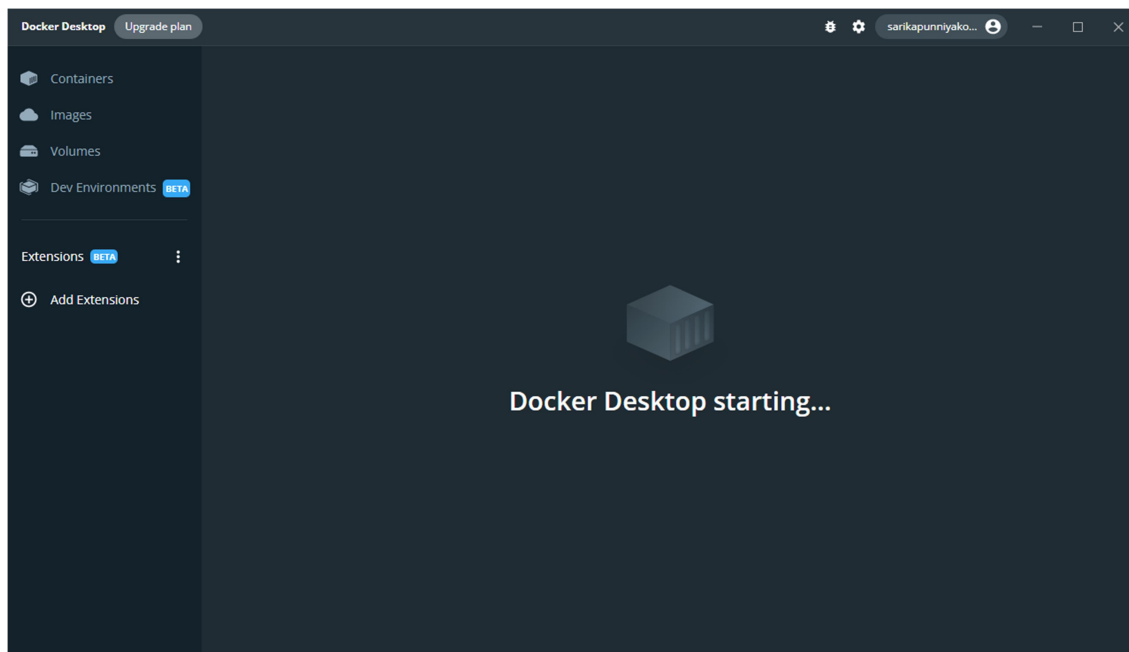 Docker Desktop Upgrade plan sarikapunniyako...
Containers
Images
Volumes
Dev Environments BETA
Extensions BETA
Add Extensions
Docker Desktop starting...